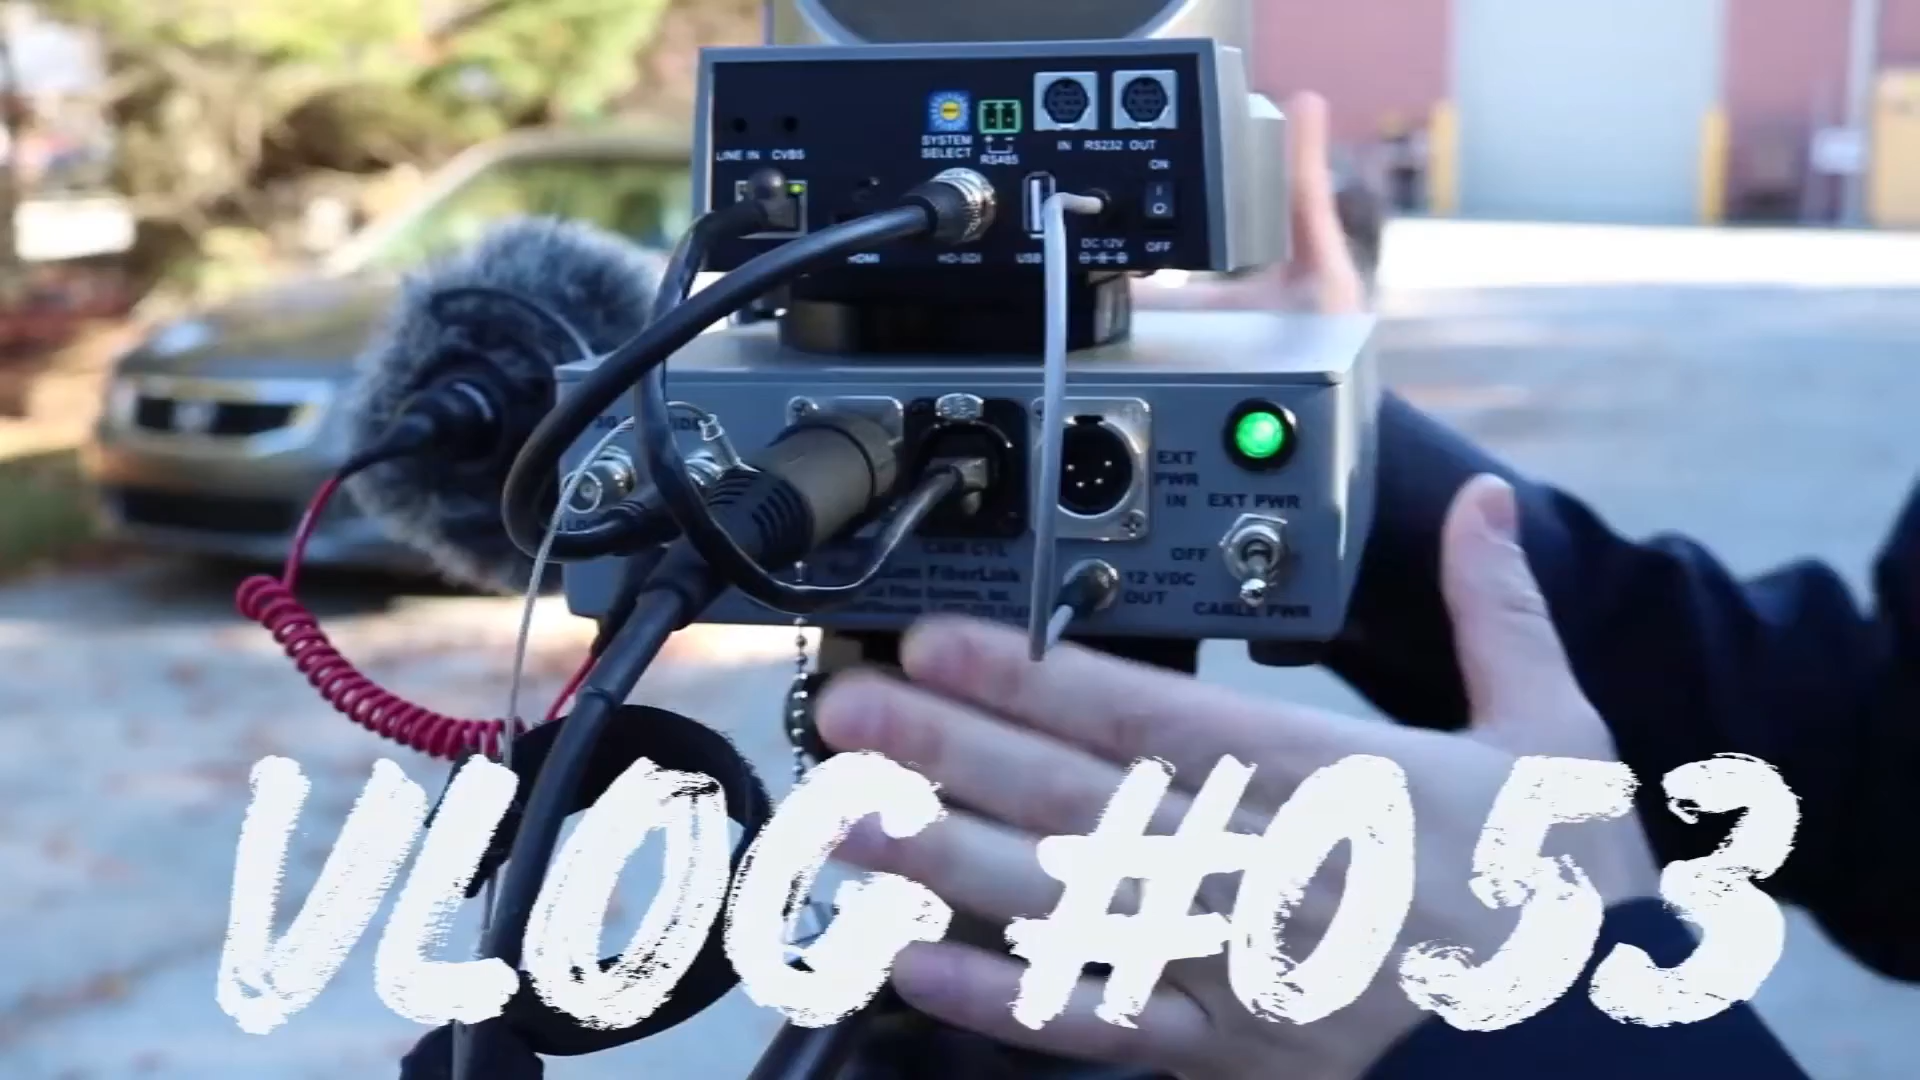 LINE IN CVBS
SYSTEM
SELECT
+ -
RS485
IN RS232 OUT
ON
OFF
HDMI
HD-SDI
USB
DC 12V
EXT
PWR
IN
EXT PWR
OFF
CABLE PWR
CAM CTL
FiberLink
12 VDC
OUT
VLOG #053